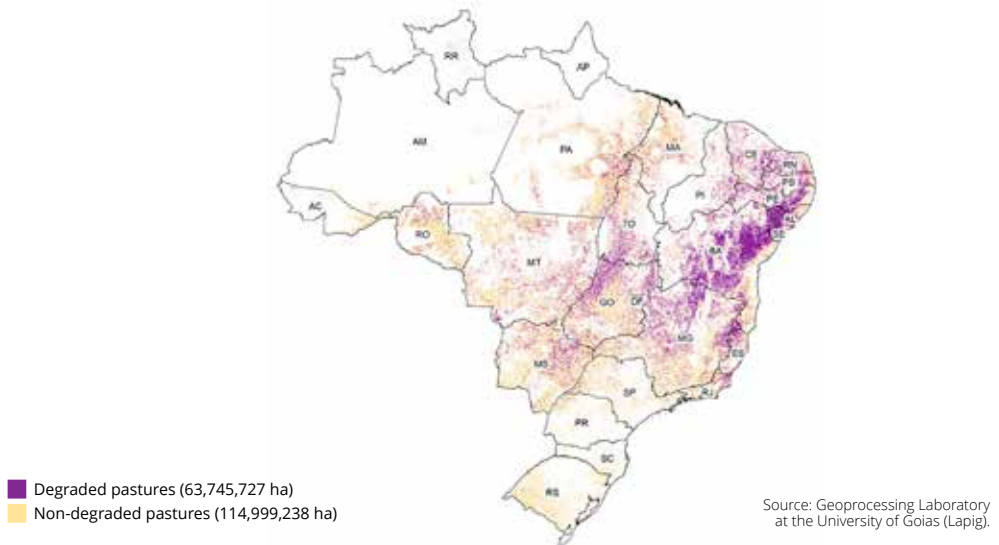 RR
AP
AM
PA
MA
CE
RN
PB
PI
PE
AC
AL
TO
SE
RO
BA
MT
GO
DF
MG
ES
MS
SP
RJ
PR
SC
RS
Degraded pastures (63,745,727 ha)
Non-degraded pastures (114,999,238 ha)
Source: Geoprocessing Laboratory
at the University of Goias (Lapig).